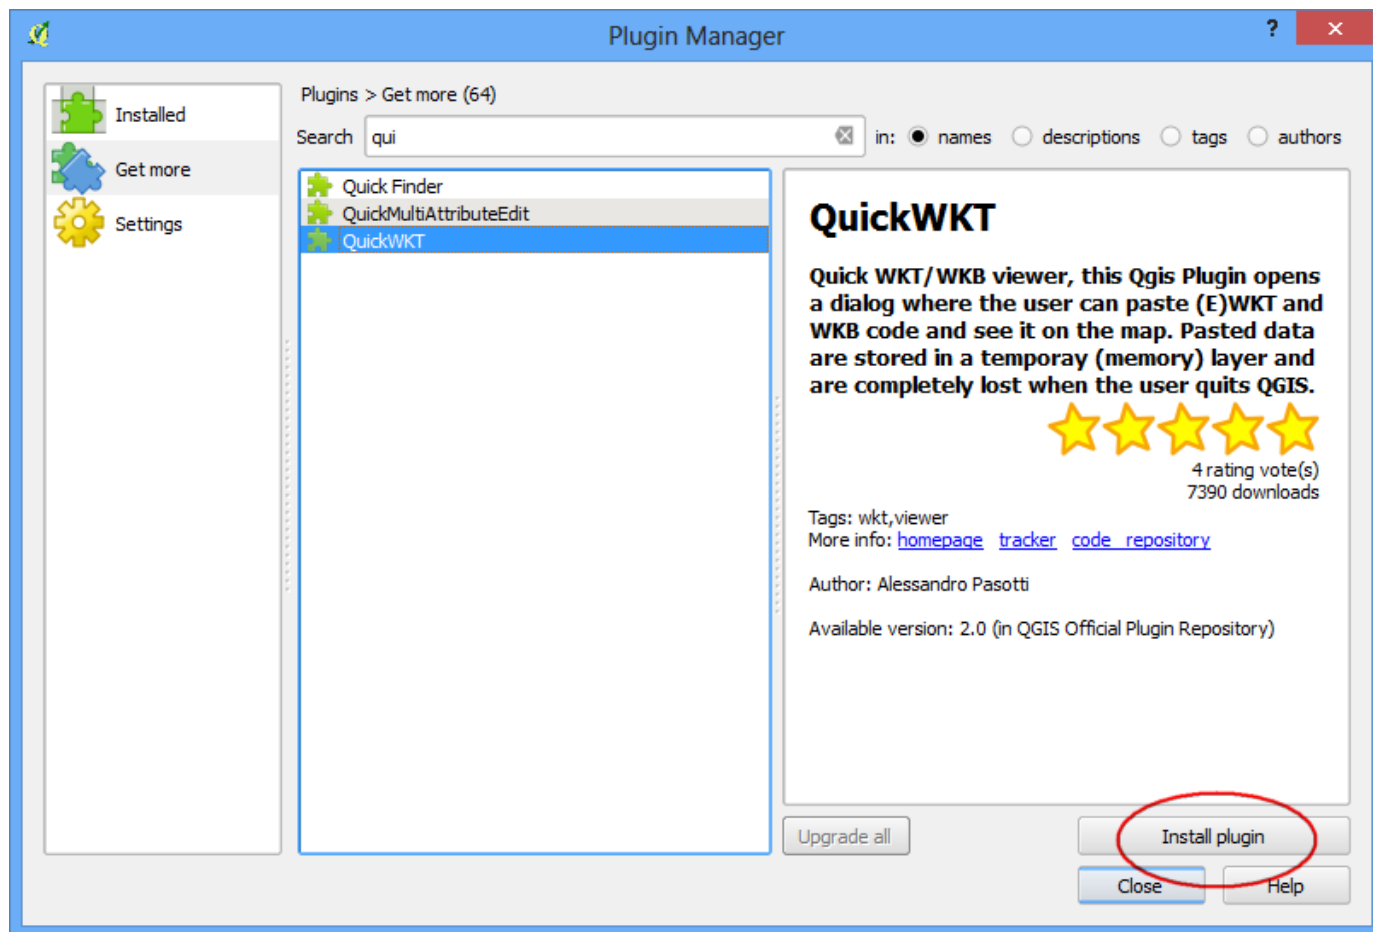 Plugin Manager
?
Installed
Get more
Settings
Plugins > Get more (64)
Search qui in: names descriptions tags authors
Quick Finder
QuickMultiAttributeEdit
QuickWKT
QuickWKT
Quick WKT/WKB viewer, this Qgis Plugin opens
a dialog where the user can paste (E)WKT and
WKB code and see it on the map. Pasted data
are stored in a temporay (memory) layer and
are completely lost when the user quits QGIS.
4 rating vote(s)
7390 downloads
Tags: wkt,viewer
More info: homepage tracker code repository
Author: Alessandro Pasotti
Available version: 2.0 (in QGIS Official Plugin Repository)
Upgrade all Install plugin
Close Help